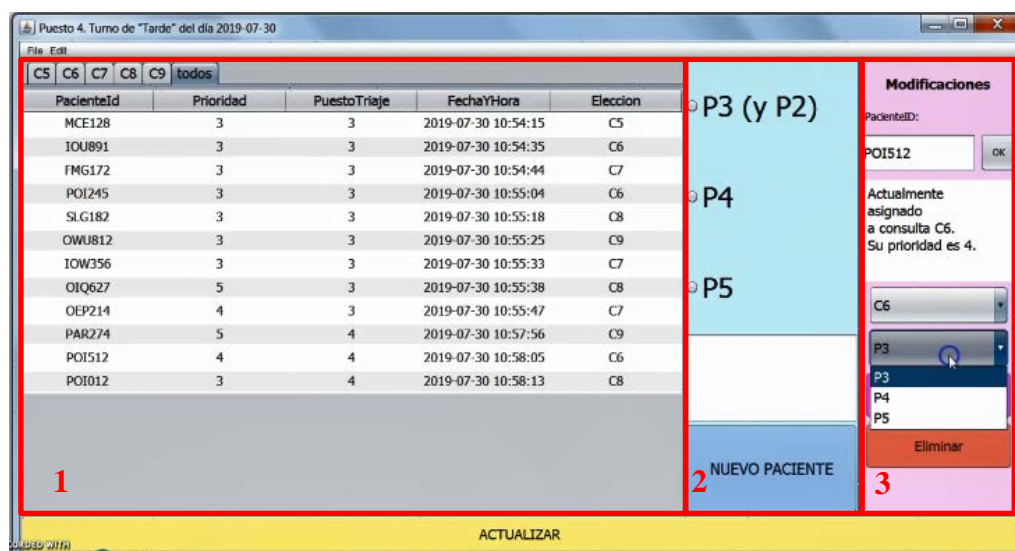 Puesto 4. Turno de "Tarde" del día 2019-07-30
File Edit
C5 C6 C7 C8 C9 todos
PacienteId Prioridad PuestoTriaje FechaYHora Eleccion
MCE128 3 3 2019-07-30 10:54:15 C5
IOU891 3 3 2019-07-30 10:54:35 C6
FMG172 3 3 2019-07-30 10:54:44 C7
POI245 3 3 2019-07-30 10:55:04 C6
SLG182 3 3 2019-07-30 10:55:18 C8
OWU812 3 3 2019-07-30 10:55:25 C9
IOW356 3 3 2019-07-30 10:55:33 C7
OIQ627 5 3 2019-07-30 10:55:38 C8
OEP214 4 3 2019-07-30 10:55:47 C7
PAR274 5 4 2019-07-30 10:57:56 C9
POI512 4 4 2019-07-30 10:58:05 C6
POI012 3 4 2019-07-30 10:58:13 C8
1
P3 (y P2)
P4
P5
NUEVO PACIENTE
2
Modificaciones
PacienteID:
POI512 OK
Actualmente
asignado
a consulta C6.
Su prioridad es 4.
C6
P3
P3
P4
P5
Eliminar
3
ACTUALIZAR
WITH